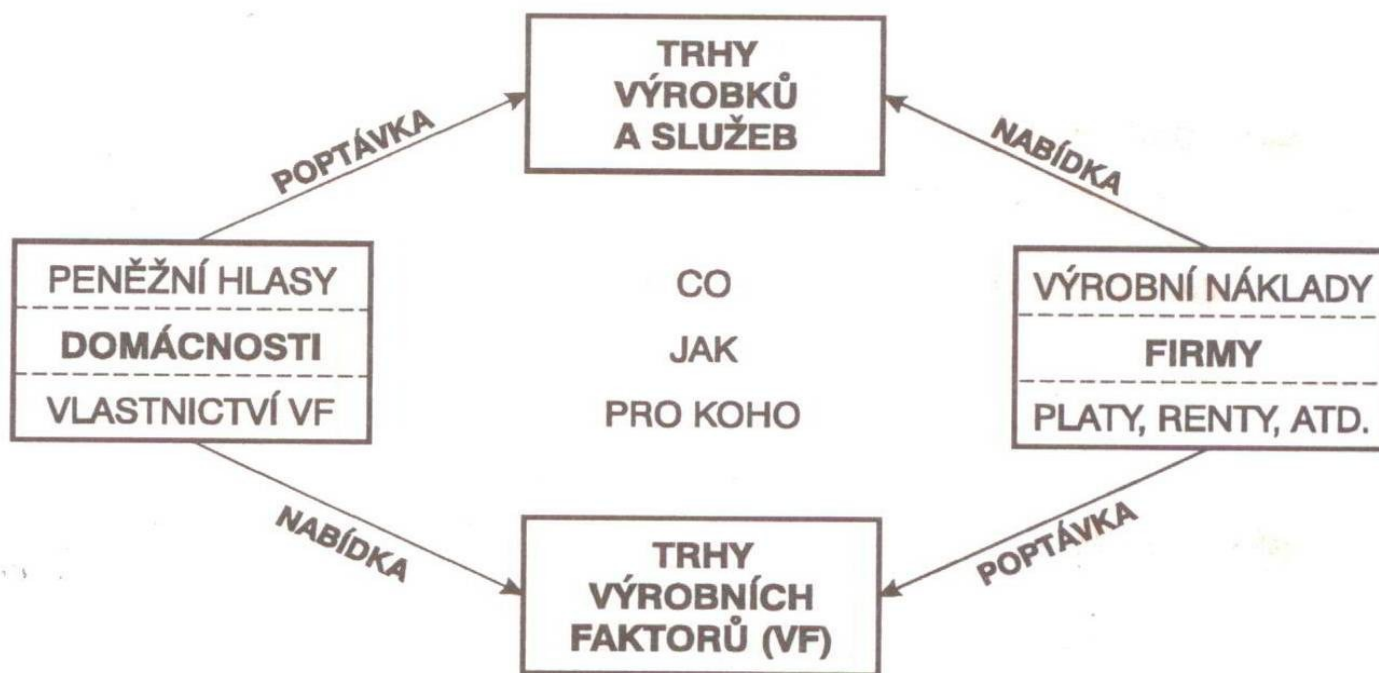 TRHY
VÝROBKŮ
A SLUŽEB
POPTÁVKA
NABÍDKA
PENĚŽNÍ HLASY
DOMÁCNOSTI
VLASTNICTVÍ VF
CO
JAK
PRO KOHO
VÝROBNÍ NÁKLADY
FIRMY
PLATY, RENTY, ATD.
NABÍDKA
POPTÁVKA
TRHY
VÝROBNÍCH
FAKTORŮ (VF)